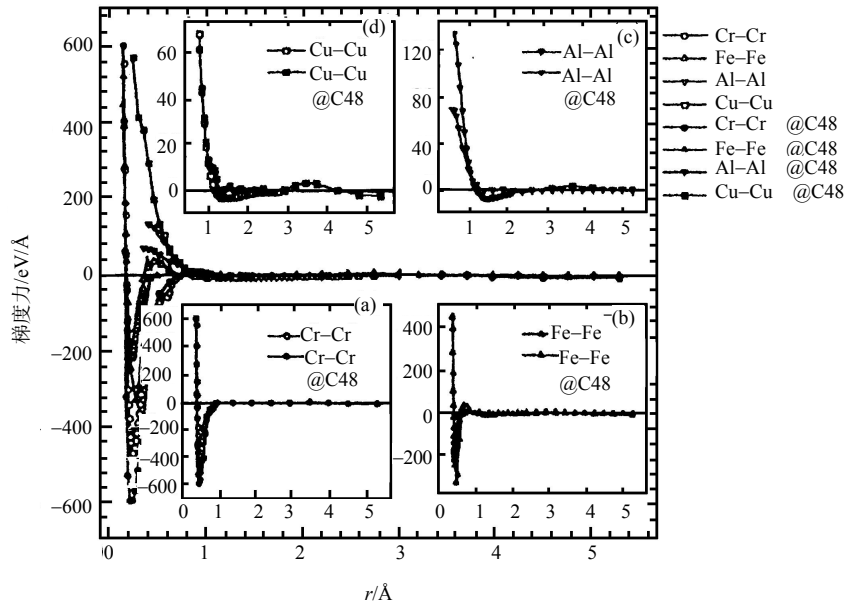 600
400
200
0
−200
−400
−600
0
1
2
3
4
5
梯度力/eV/Å
r/Å
(d)
Cu–Cu
Cu–Cu
@C48
60
40
20
0
1
2
3
4
5
(c)
Al–Al
Al–Al
@C48
120
80
40
0
0
1
2
3
4
5
(a)
Cr–Cr
Cr–Cr
@C48
600
400
200
0
−200
−400
−600
0
1
2
3
4
5
(b)
Fe–Fe
Fe–Fe
@C48
400
200
0
−200
0
1
2
3
4
5
Cr–Cr
Fe–Fe
Al–Al
Cu–Cu
Cr–Cr @C48
Fe–Fe @C48
Al–Al @C48
Cu–Cu @C48